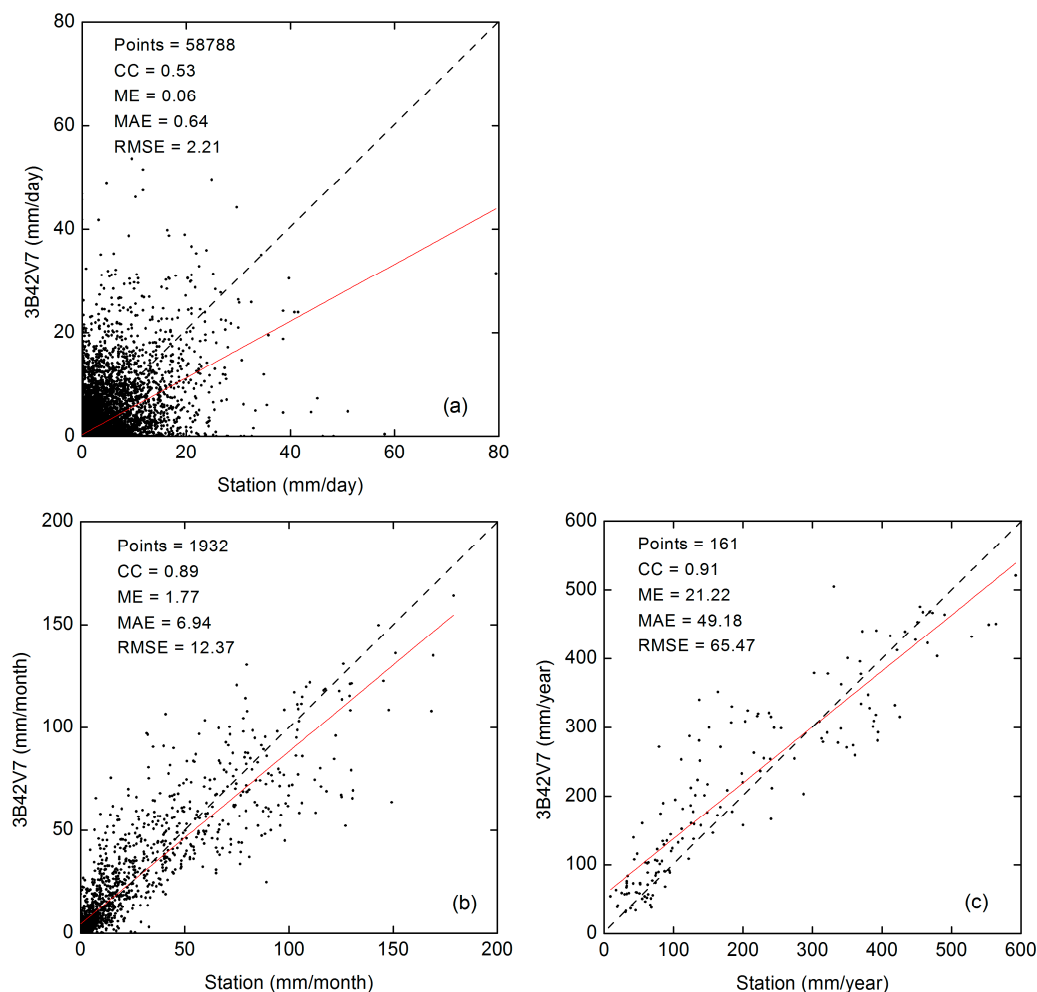 80
60
40
20
0
0
20
40
60
80
3B42V7 (mm/day)
Station (mm/day)
Points = 58788
CC = 0.53
ME = 0.06
MAE = 0.64
RMSE = 2.21
(a)
200
150
100
50
0
0
50
100
150
200
3B42V7 (mm/month)
Station (mm/month)
Points = 1932
CC = 0.89
ME = 1.77
MAE = 6.94
RMSE = 12.37
(b)
600
500
400
300
200
100
0
0
100
200
300
400
500
600
3B42V7 (mm/year)
Station (mm/year)
Points = 161
CC = 0.91
ME = 21.22
MAE = 49.18
RMSE = 65.47
(c)